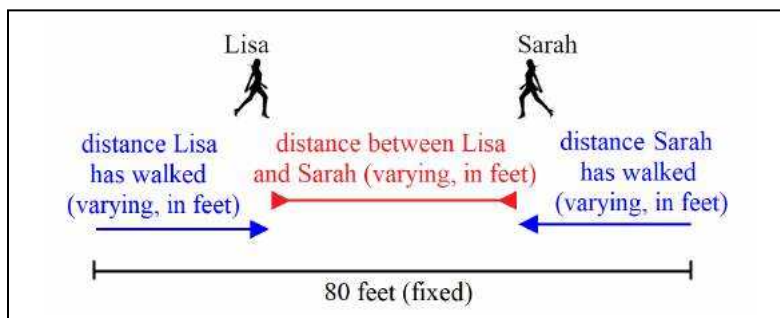 Lisa
Sarah
distance Lisa
has walked
(varying, in feet)
distance between Lisa
and Sarah (varying, in feet)
distance Sarah
has walked
(varying, in feet)
80 feet (fixed)